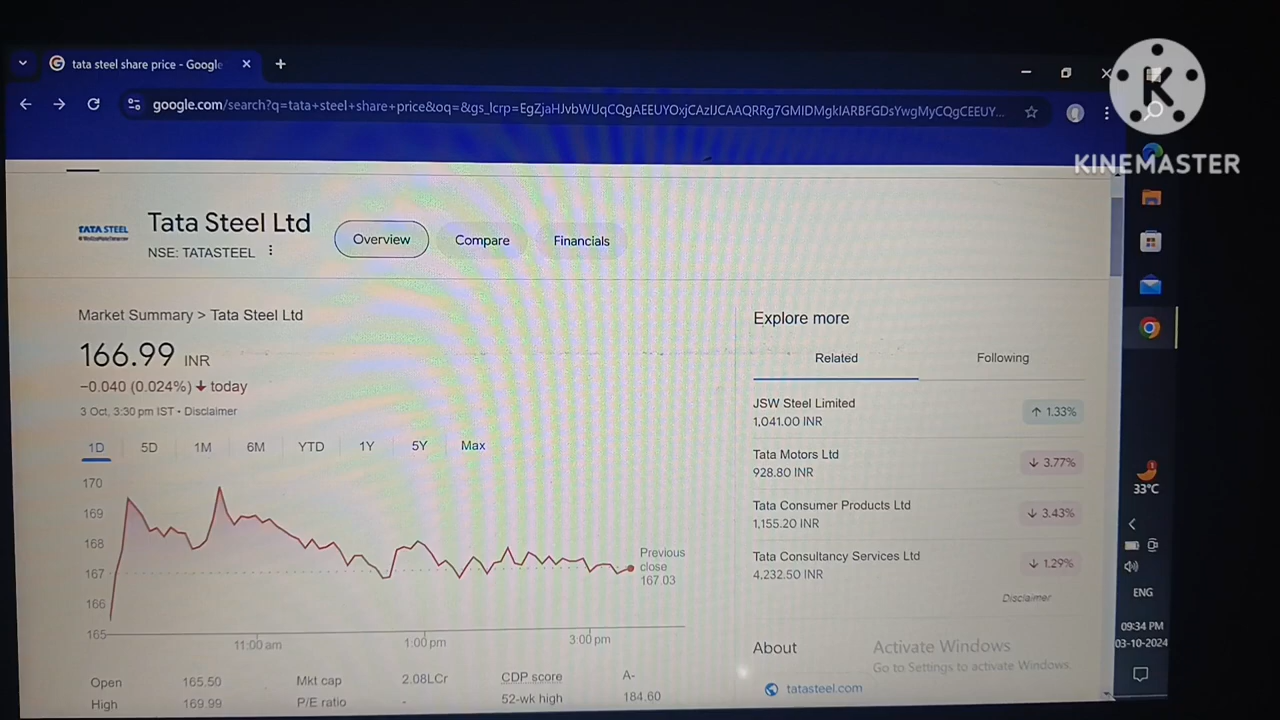 tata steel share price - Google
google.com/search?q=tata+steel+share+price&oq=&gs_lcrp=
KINEMASTER
TATA STEEL
Tata Steel Ltd
NSE: TATASTEEL
Overview
Compare
Financials
Market Summary > Tata Steel Ltd
166.99 INR
−0.040 (0.024%) ↓ today
3 Oct, 3:30 pm IST • Disclaimer
1D 5D 1M 6M YTD 1Y 5Y Max
170
169
168
167
166
165
11:00 am 1:00 pm 3:00 pm
Previous
close
167.03
Open 165.50 Mkt cap 2.08LCr CDP score A-
High 169.99 P/E ratio - 52-wk high 184.60
Explore more
Related Following
JSW Steel Limited
1,041.00 INR
↑ 1.33%
Tata Motors Ltd
928.80 INR
↓ 3.77%
Tata Consumer Products Ltd
1,155.20 INR
↓ 3.43%
Tata Consultancy Services Ltd
4,232.50 INR
↓ 1.29%
Disclaimer
About
tatasteel.com
Activate Windows
Go to Settings to activate Windows.
33°C
ENG
09:34 PM
03-10-2024